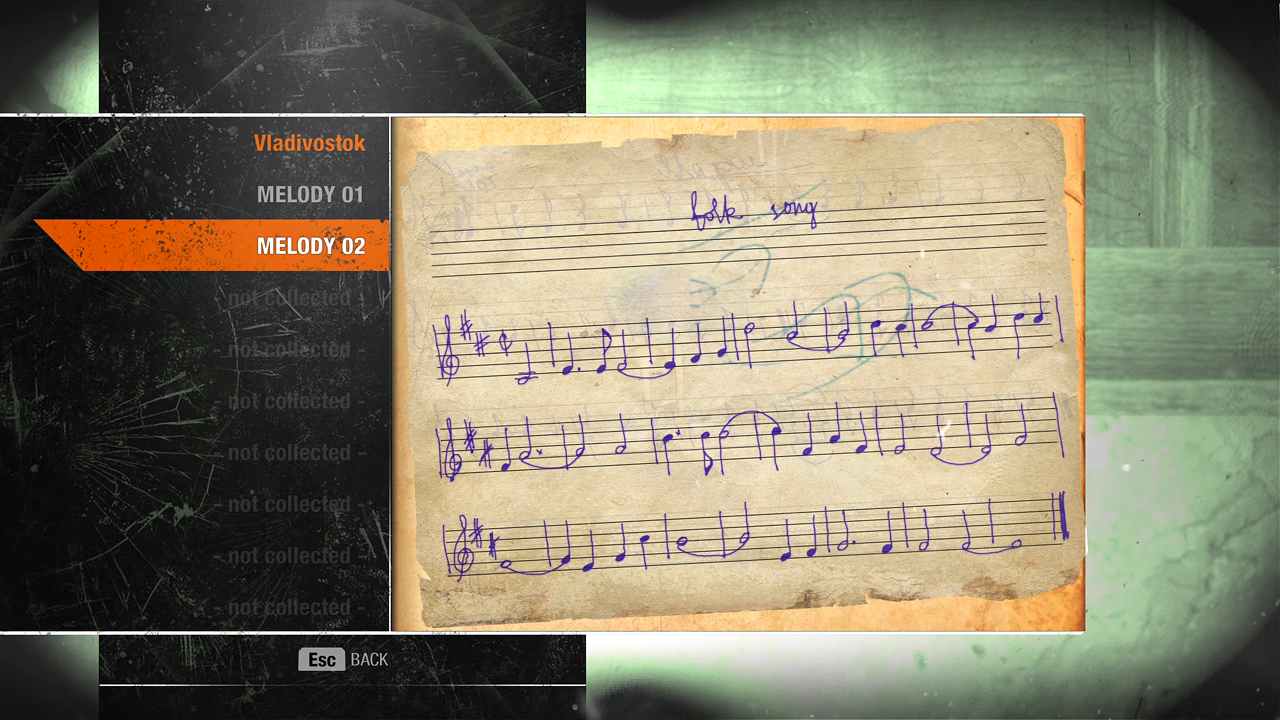 Vladivostok
MELODY 01
MELODY 02
- not collected -
- not collected -
- not collected -
- not collected -
- not collected -
- not collected -
- not collected -
folk song
Esc BACK